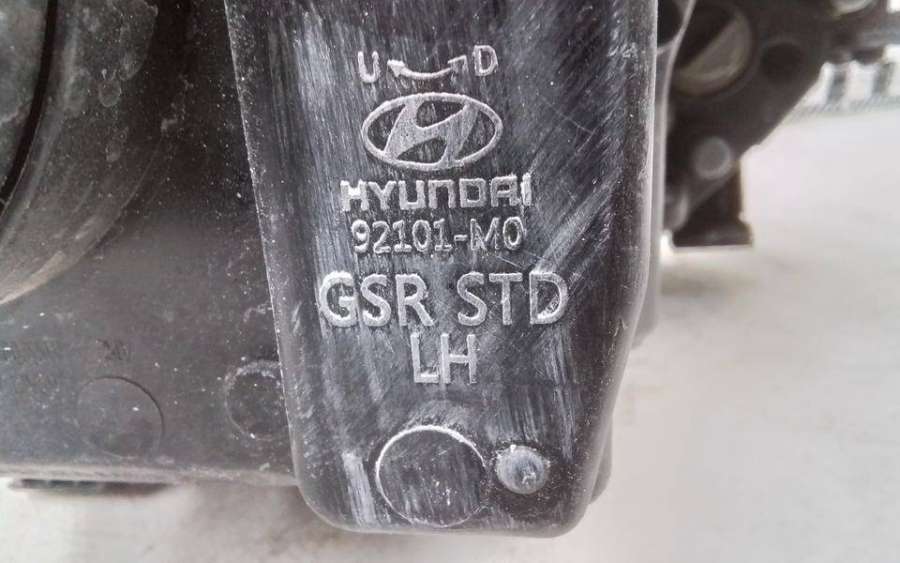 U D
HYUNDAI
92101-M0
GSR STD
LH